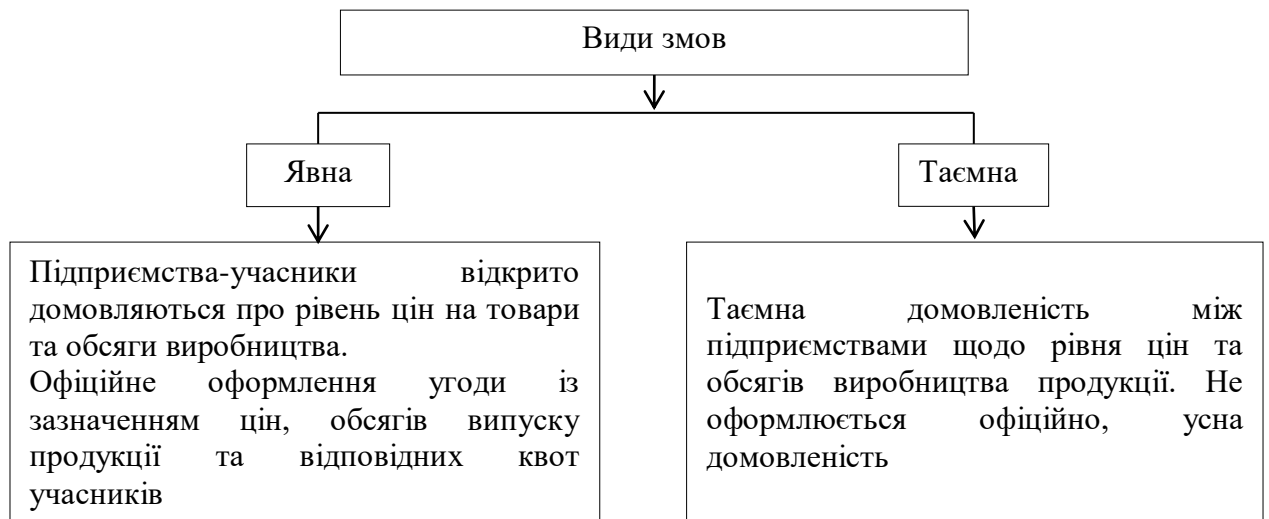 Види змов
Явна
Таємна
Підприємства-учасники відкрито
домовляються про рівень цін на товари
та обсяги виробництва.
Офіційне оформлення угоди із
зазначенням цін, обсягів випуску
продукції та відповідних квот
учасників
Таємна домовленість між
підприємствами щодо рівня цін та
обсягів виробництва продукції. Не
оформлюється офіційно, усна
домовленість